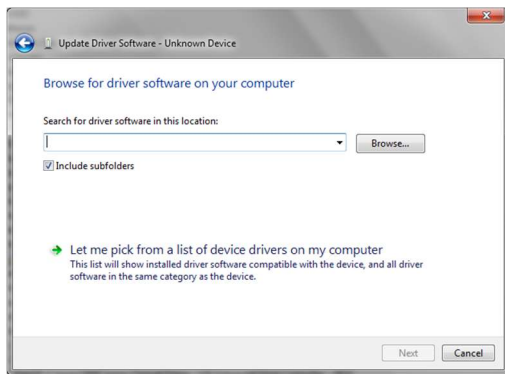 Update Driver Software - Unknown Device
Browse for driver software on your computer
Search for driver software in this location:
Browse...
Include subfolders
Let me pick from a list of device drivers on my computer
This list will show installed driver software compatible with the device, and all driver
software in the same category as the device.
Next
Cancel